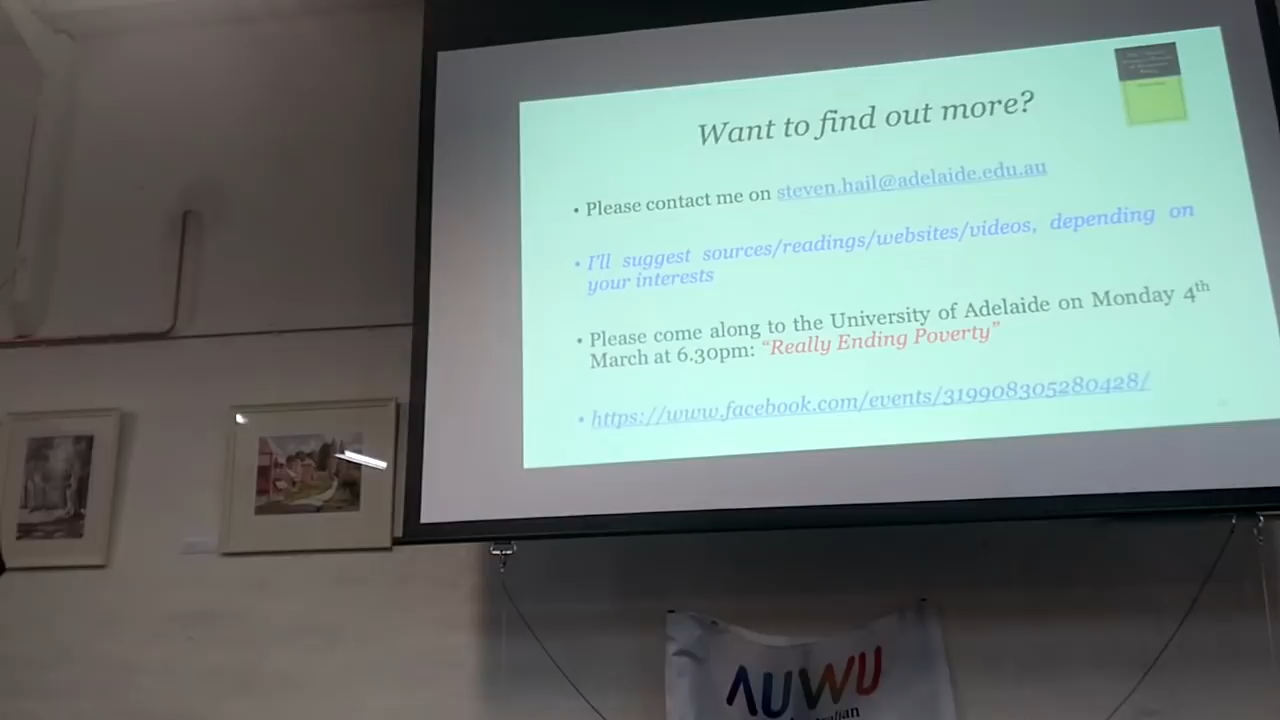 Want to find out more?
• Please contact me on steven.hail@adelaide.edu.au
• I'll suggest sources/readings/websites/videos, depending on
your interests
• Please come along to the University of Adelaide on Monday 4th
March at 6.30pm: “Really Ending Poverty”
• https://www.facebook.com/events/319908305280428/
AUWU